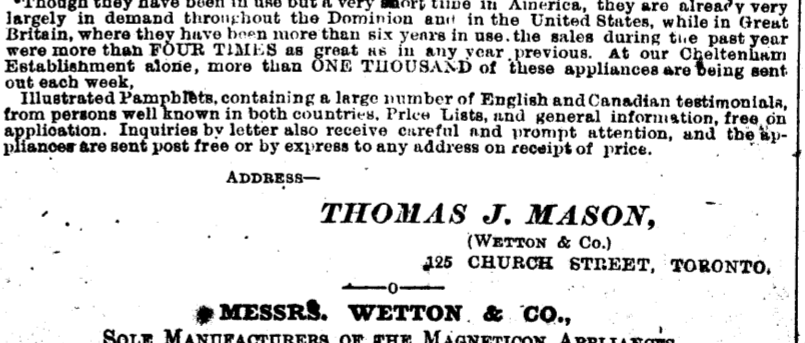 Though they have been in use but a very short time in America, they are already very
largely in demand throughout the Dominion and in the United States, while in Great
Britain, where they have been more than six years in use. the sales during the past year
were more than FOUR TIMES as great as in any year previous. At our Cheltenham
Establishment alone, more than ONE THOUSAND of these appliances are being sent
out each week,
Illustrated Pamphlets, containing a large number of English and Canadian testimonials,
from persons well known in both countries, Price Lists, and general information, free on
application. Inquiries by letter also receive careful and prompt attention, and the ap-
pliances are sent post free or by express to any address on receipt of price.
ADDRESS—
THOMAS J. MASON,
(WETTON & CO.)
125 CHURCH STREET, TORONTO.
—o—
MESSRS. WETTON & CO.,
SOLE MANUFACTURERS OF THE MAGNETICON APPLIANCES